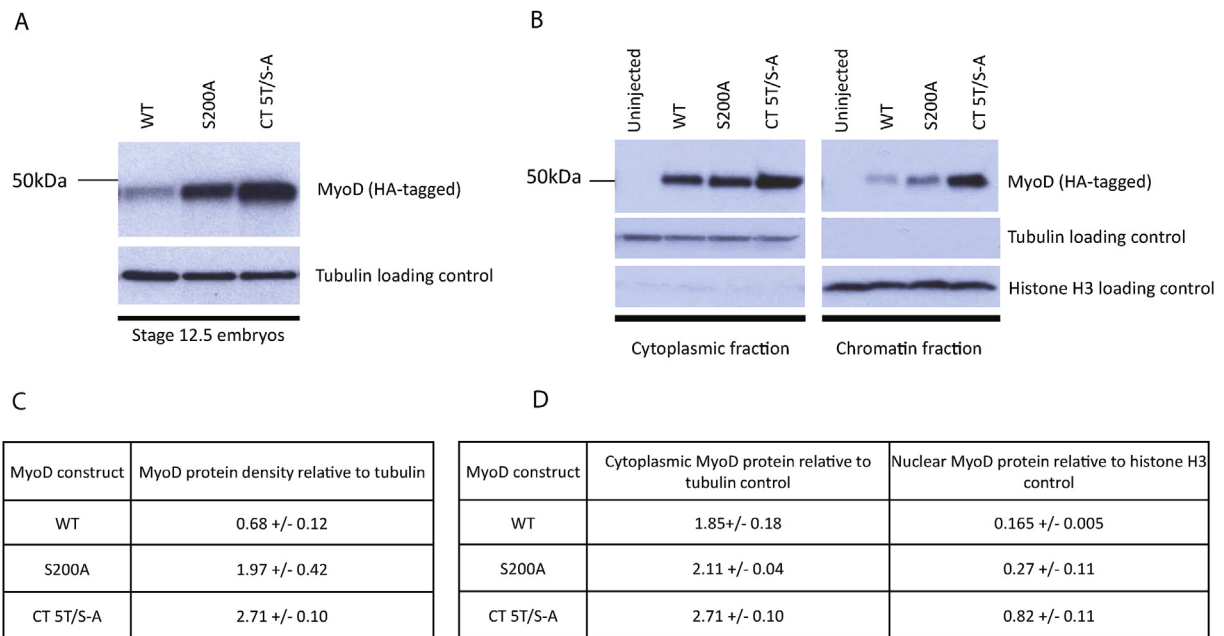 A
WT
S200A
CT 5T/S-A
50kDa
MyoD (HA-tagged)
Tubulin loading control
Stage 12.5 embryos
B
Uninjected
WT
S200A
CT 5T/S-A
Uninjected
WT
S200A
CT 5T/S-A
50kDa
MyoD (HA-tagged)
Tubulin loading control
Histone H3 loading control
Cytoplasmic fraction
Chromatin fraction
C
MyoD construct
MyoD protein density relative to tubulin
WT
0.68 +/- 0.12
S200A
1.97 +/- 0.42
CT 5T/S-A
2.71 +/- 0.10
D
MyoD construct
Cytoplasmic MyoD protein relative to
tubulin control
Nuclear MyoD protein relative to histone H3
control
WT
1.85+/- 0.18
0.165 +/- 0.005
S200A
2.11 +/- 0.04
0.27 +/- 0.11
CT 5T/S-A
2.71 +/- 0.10
0.82 +/- 0.11